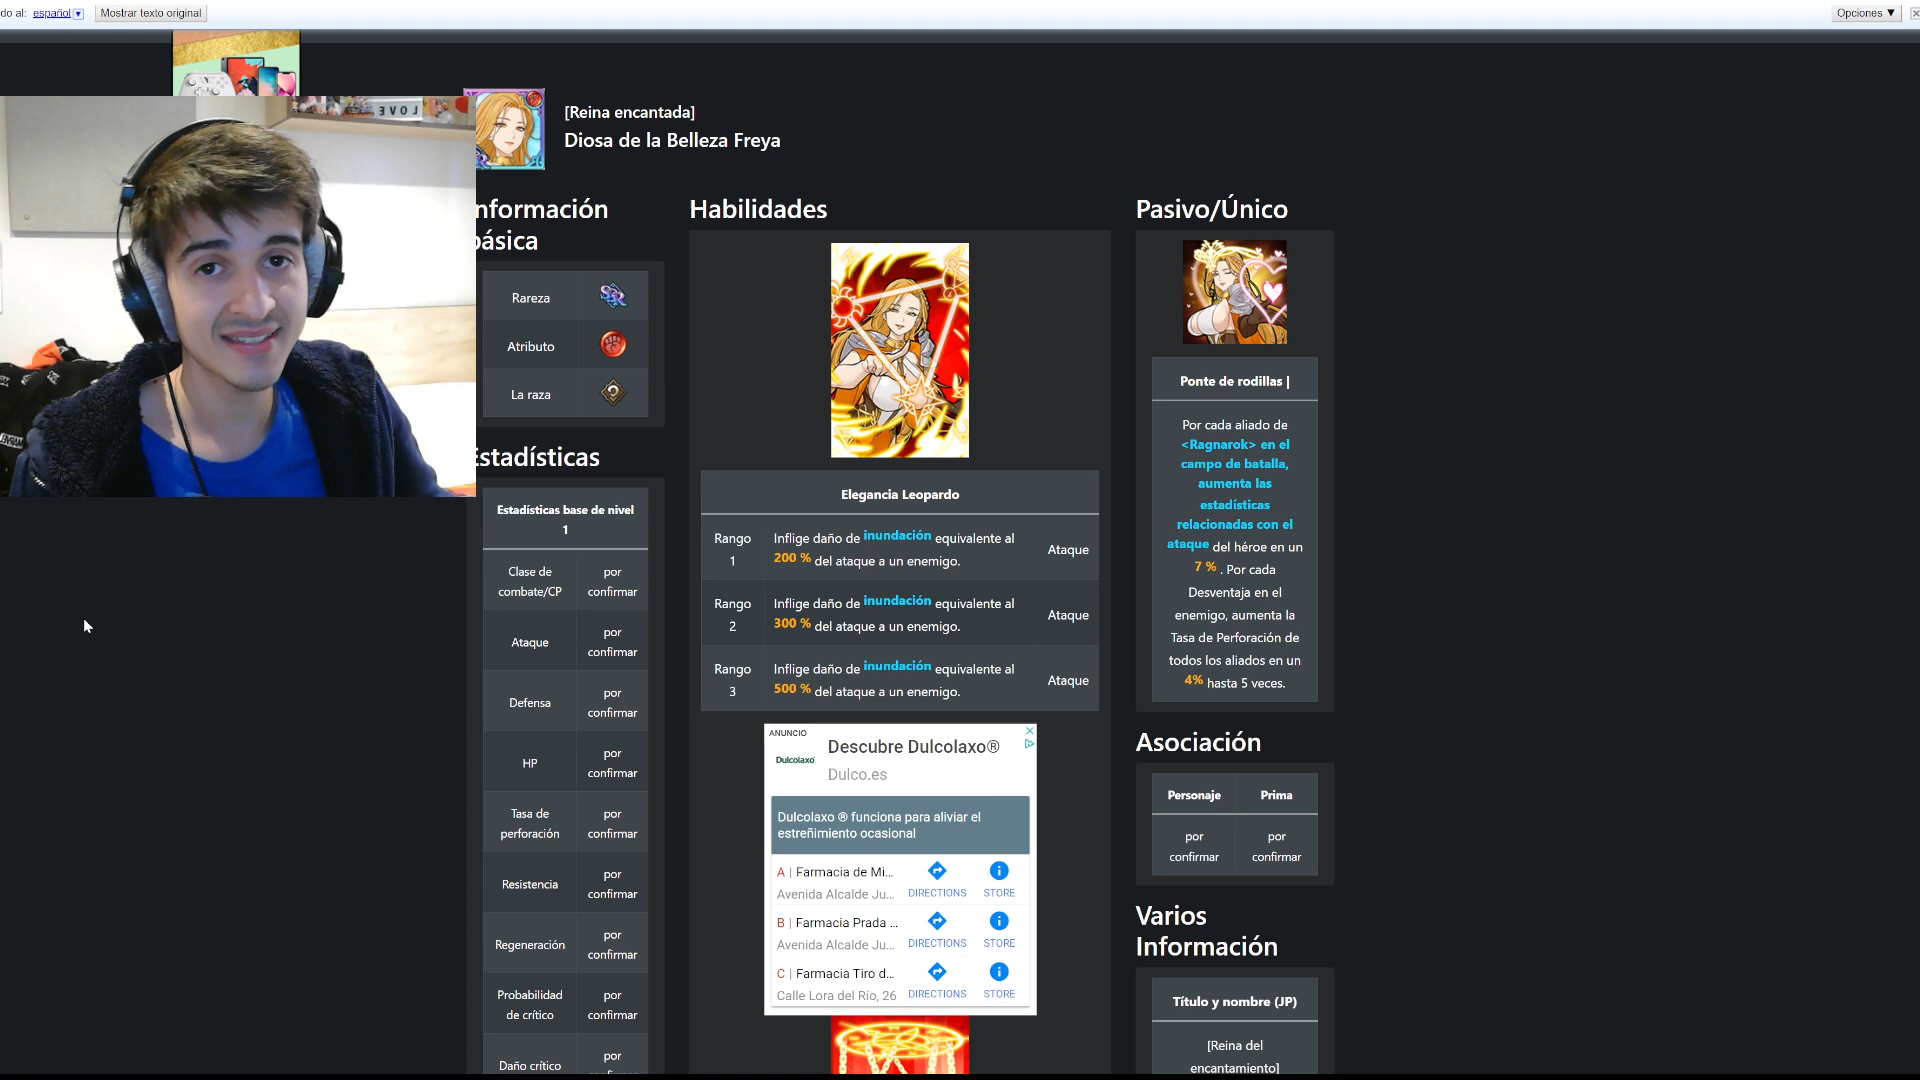 do al: español
Mostrar texto original
Opciones ▼
LOVE
[Reina encantada]
Diosa de la Belleza Freya
nformación
básica
Rareza
SSR
Atributo
La raza
Estadísticas
Estadísticas base de nivel
1
Clase de
combate/CP
por
confirmar
Ataque
por
confirmar
Defensa
por
confirmar
HP
por
confirmar
Tasa de
perforación
por
confirmar
Resistencia
por
confirmar
Regeneración
por
confirmar
Probabilidad
de crítico
por
confirmar
Daño crítico
por
Habilidades
Elegancia Leopardo
Rango
1
Inflige daño de inundación equivalente al
200 % del ataque a un enemigo.
Ataque
Rango
2
Inflige daño de inundación equivalente al
300 % del ataque a un enemigo.
Ataque
Rango
3
Inflige daño de inundación equivalente al
500 % del ataque a un enemigo.
Ataque
ANUNCIO
Dulcolaxo
Descubre Dulcolaxo®
Dulco.es
Dulcolaxo ® funciona para aliviar el
estreñimiento ocasional
A | Farmacia de Mi...
Avenida Alcalde Ju...
DIRECTIONS
STORE
B | Farmacia Prada ...
Avenida Alcalde Ju...
DIRECTIONS
STORE
C | Farmacia Tiro d...
Calle Lora del Río, 26
DIRECTIONS
STORE
Pasivo/Único
Ponte de rodillas |
Por cada aliado de
<Ragnarok> en el
campo de batalla,
aumenta las
estadísticas
relacionadas con el
ataque del héroe en un
7 % . Por cada
Desventaja en el
enemigo, aumenta la
Tasa de Perforación de
todos los aliados en un
4% hasta 5 veces.
Asociación
Personaje
Prima
por
confirmar
por
confirmar
Varios
Información
Título y nombre (JP)
[Reina del
encantamiento]